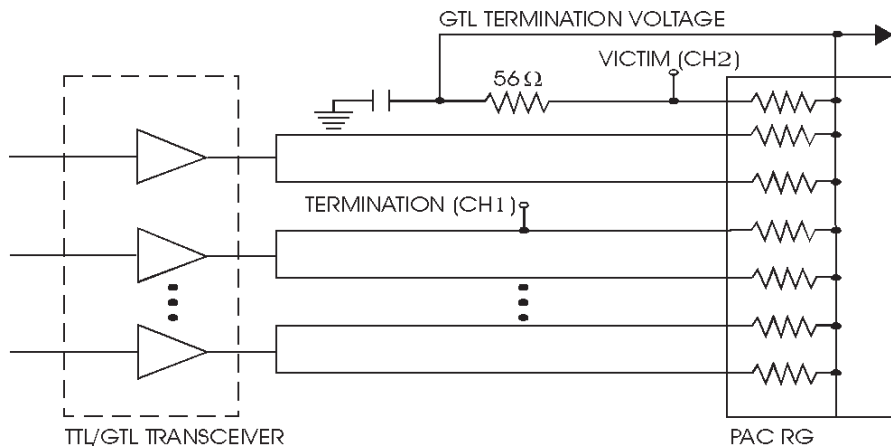 GTL TERMINATION VOLTAGE
VICTIM (CH2)
56Ω
TERMINATION (CH1)
TTL/GTL TRANSCEIVER
PAC RG